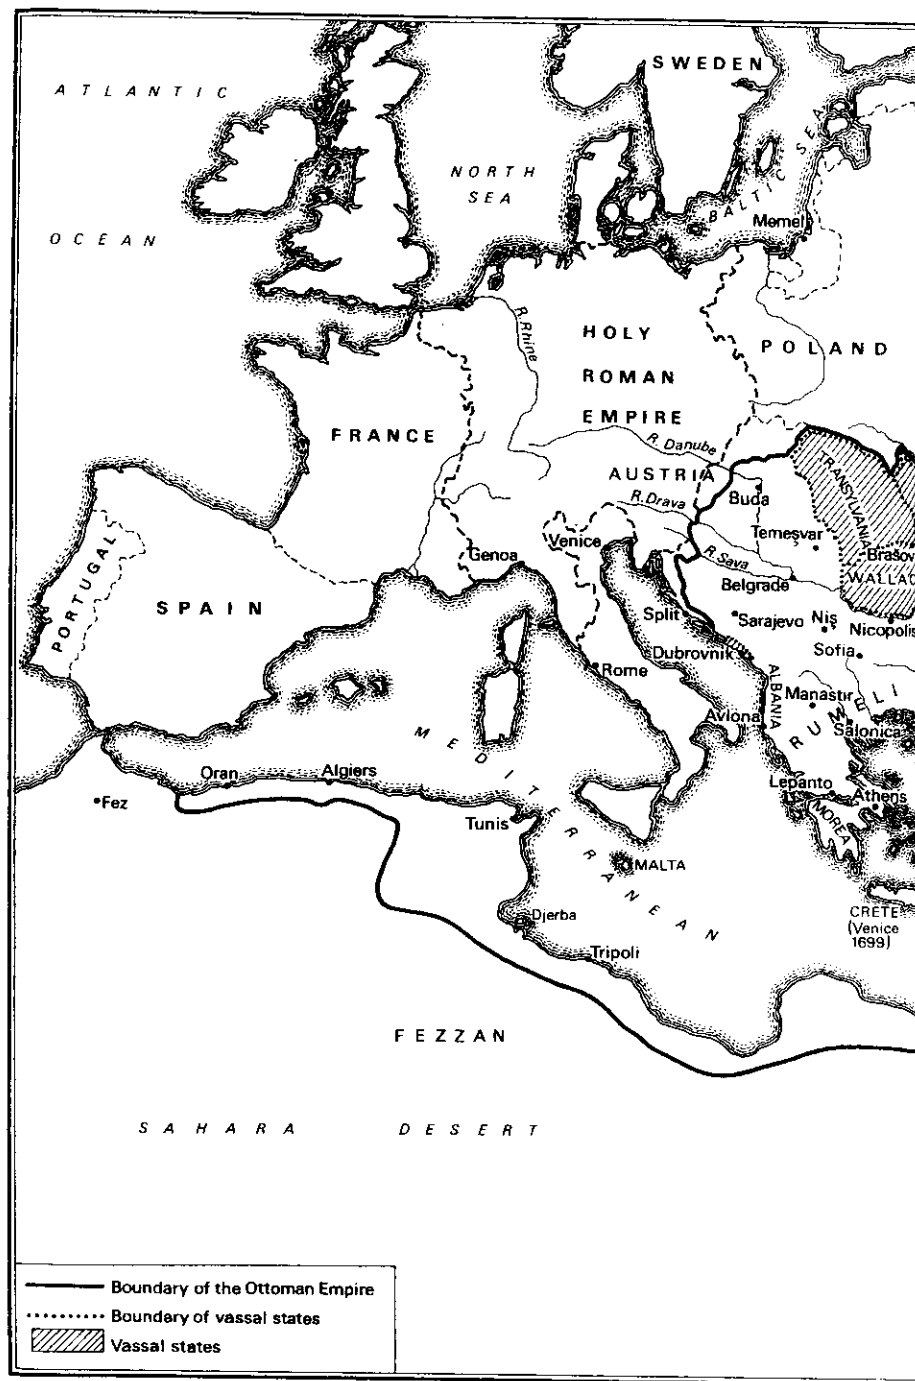 SWEDEN
ATLANTIC
NORTH
SEA
BALTIC SEA
Memel
OCEAN
R. Rhine
HOLY
ROMAN
EMPIRE
POLAND
FRANCE
R. Danube
AUSTRIA
TRANSYLVANIA
Buda
R. Drava
Temeşvar
Venice
Genoa
R. Sava
Braşov
WALLAC
Belgrade
PORTUGAL
SPAIN
Split
Sarajevo
Niş
Nicopolis
Dubrovnik
Sofia
Rome
ALBANIA
Manastir
RUMELI
Avlona
Salonica
MEDITERRANEAN
Oran
Algiers
Lepanto
Athens
Fez
Tunis
MOREA
MALTA
Djerba
CRETE
(Venice
1699)
Tripoli
FEZZAN
SAHARA DESERT
Boundary of the Ottoman Empire
Boundary of vassal states
Vassal states